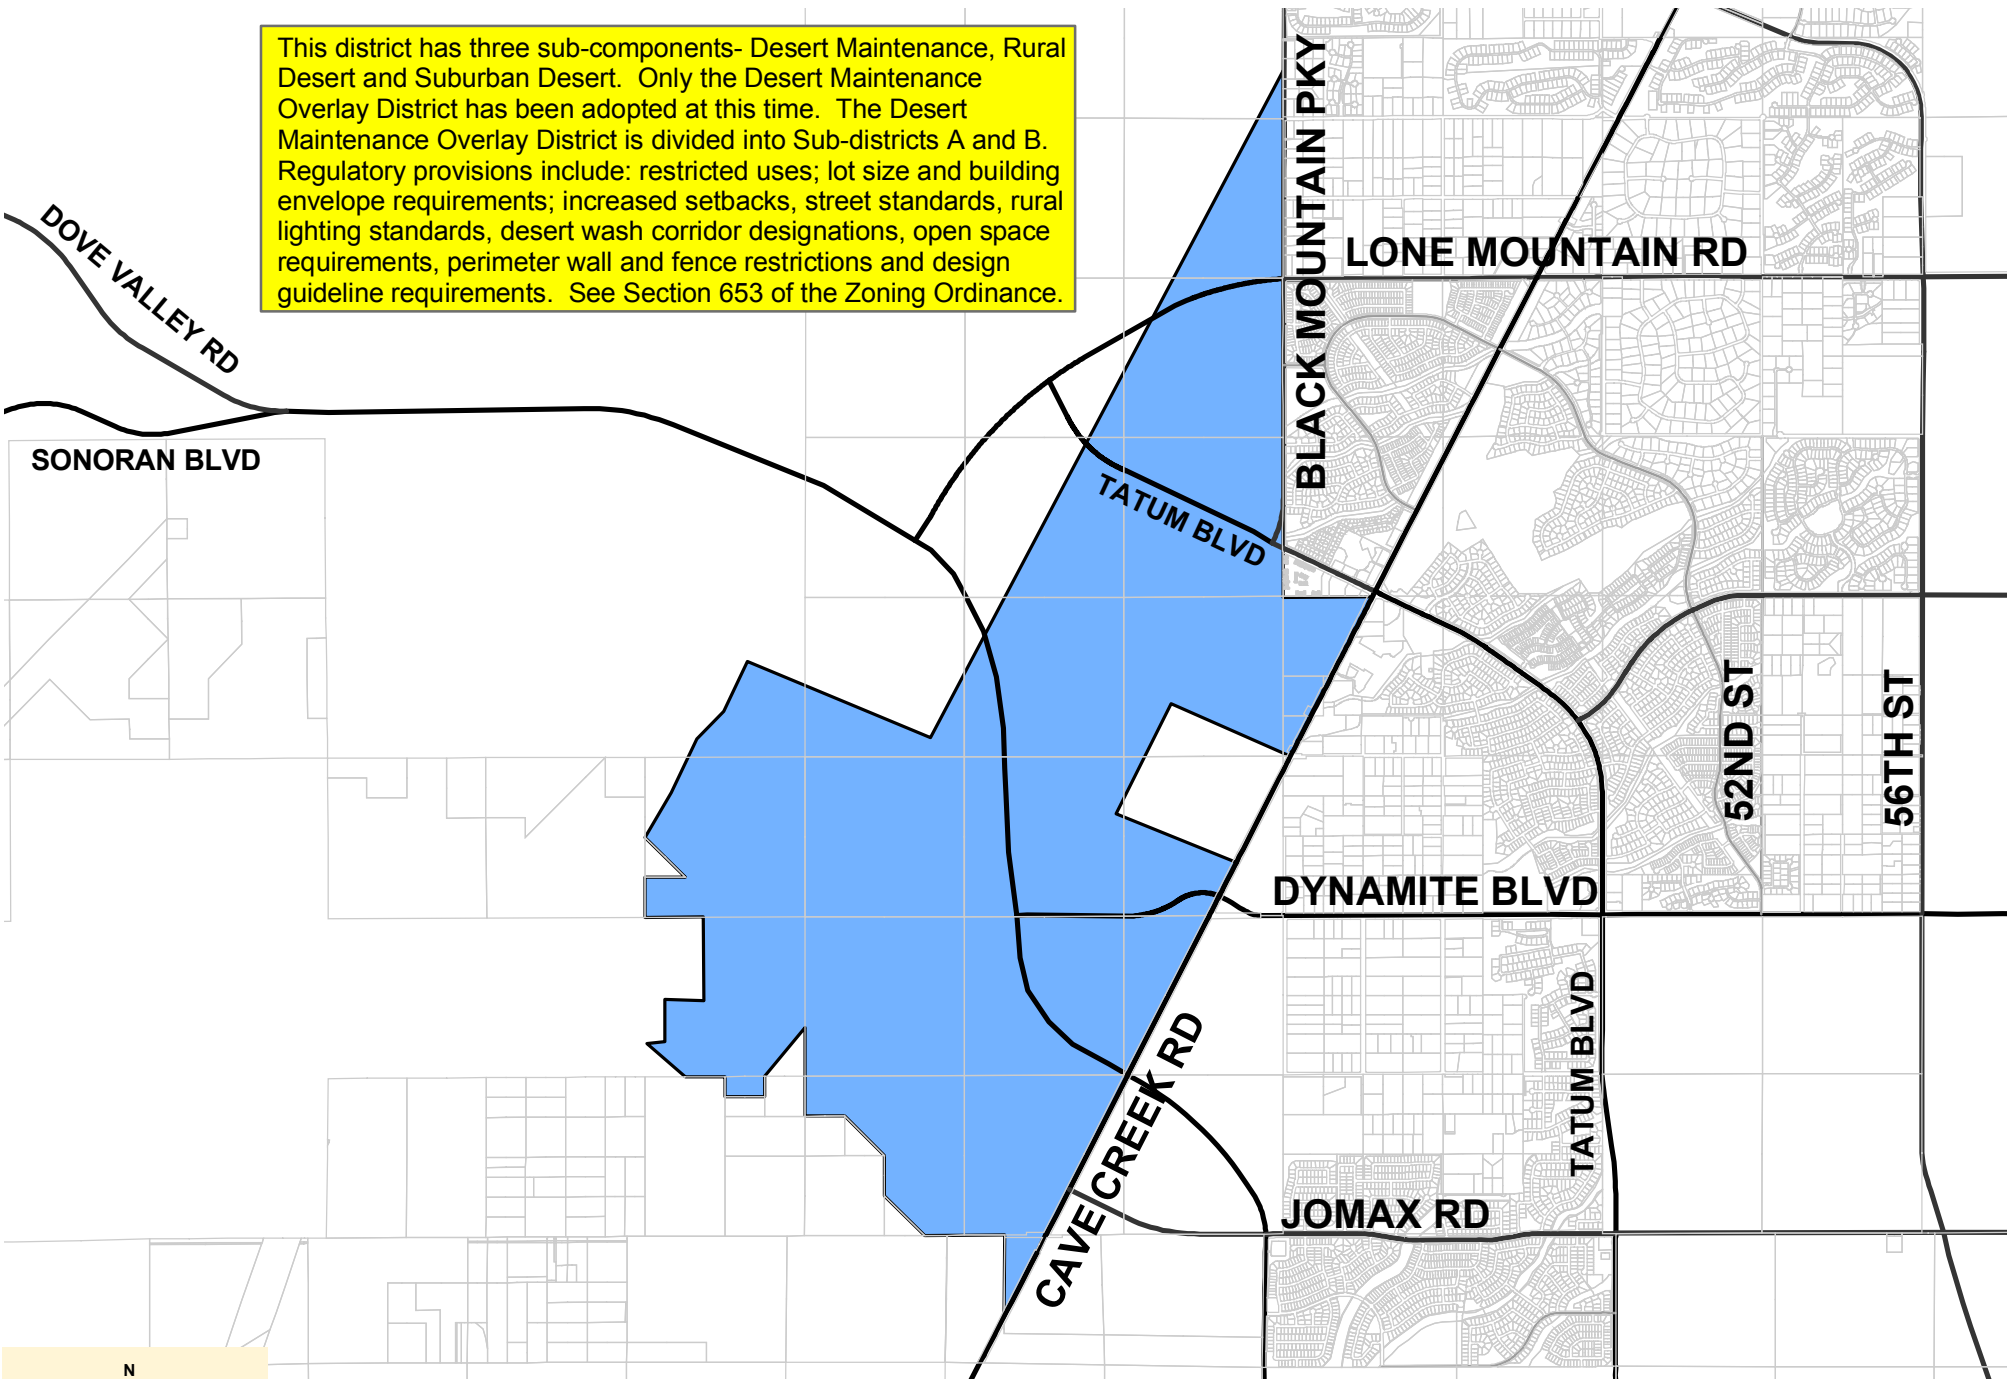 This district has three sub-components- Desert Maintenance, Rural
Desert and Suburban Desert.  Only the Desert Maintenance
Overlay District has been adopted at this time.  The Desert
Maintenance Overlay District is divided into Sub-districts A and B.
Regulatory provisions include: restricted uses; lot size and building
envelope requirements; increased setbacks, street standards, rural
lighting standards, desert wash corridor designations, open space
requirements, perimeter wall and fence restrictions and design
guideline requirements.  See Section 653 of the Zoning Ordinance.
BLACK MOUNTAIN PKY
LONE MOUNTAIN RD
DOVE VALLEY RD
SONORAN BLVD
TATUM BLVD
52ND ST
56TH ST
DYNAMITE BLVD
TATUM BLVD
CAVE CREEK RD
JOMAX RD
N